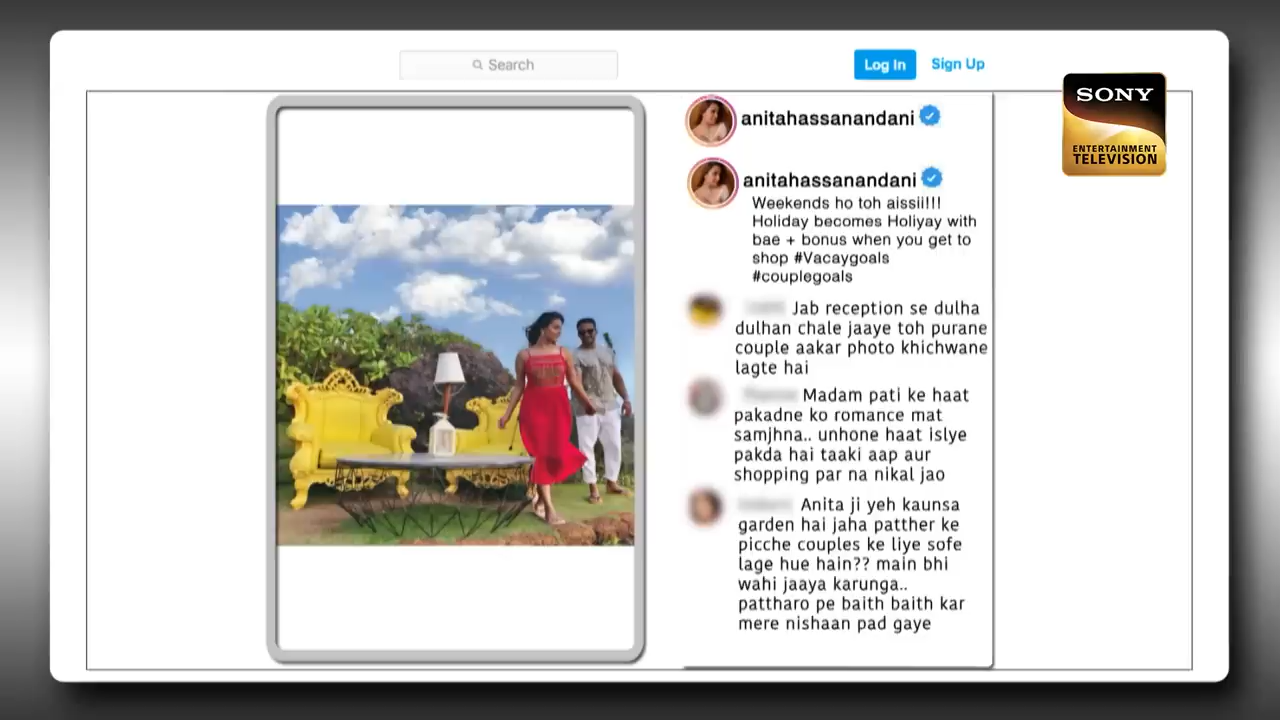 Search
Log In
Sign Up
SONY
ENTERTAINMENT
TELEVISION
anitahassanandani
anitahassanandani
Weekends ho toh aissii!!!
Holiday becomes Holiyay with
bae + bonus when you get to
shop #Vacaygoals
#couplegoals
Jab reception se dulha
dulhan chale jaaye toh purane
couple aakar photo khichwane
lagte hai
Madam pati ke haat
pakadne ko romance mat
samjhna.. unhone haat islye
pakda hai taaki aap aur
shopping par na nikal jao
Anita ji yeh kaunsa
garden hai jaha patther ke
picche couples ke liye sofe
lage hue hain?? main bhi
wahi jaaya karunga..
pattharo pe baith baith kar
mere nishaan pad gaye